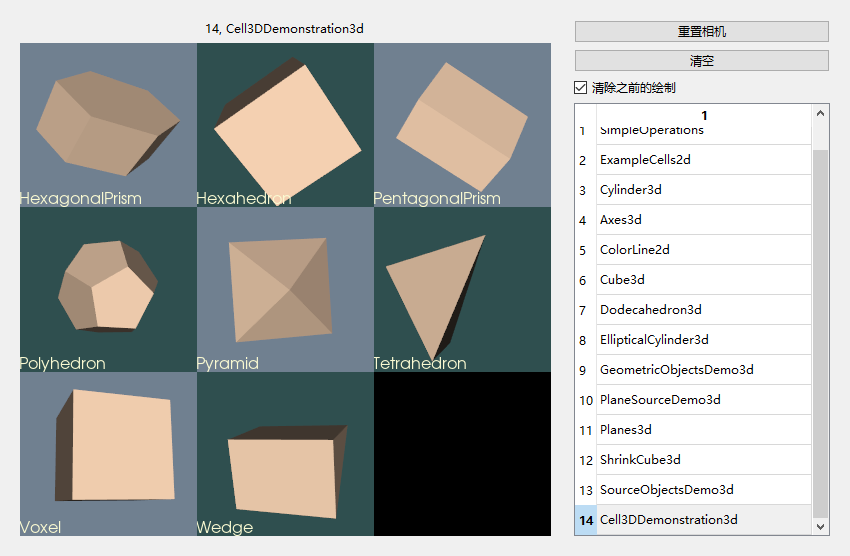 14, Cell3DDemonstration3d
HexagonalPrism
Hexahedron
PentagonalPrism
Polyhedron
Pyramid
Tetrahedron
Voxel
Wedge
重置相机
清空
清除之前的绘制
1
1 SimpleOperations
2 ExampleCells2d
3 Cylinder3d
4 Axes3d
5 ColorLine2d
6 Cube3d
7 Dodecahedron3d
8 EllipticalCylinder3d
9 GeometricObjectsDemo3d
10 PlaneSourceDemo3d
11 Planes3d
12 ShrinkCube3d
13 SourceObjectsDemo3d
14 Cell3DDemonstration3d